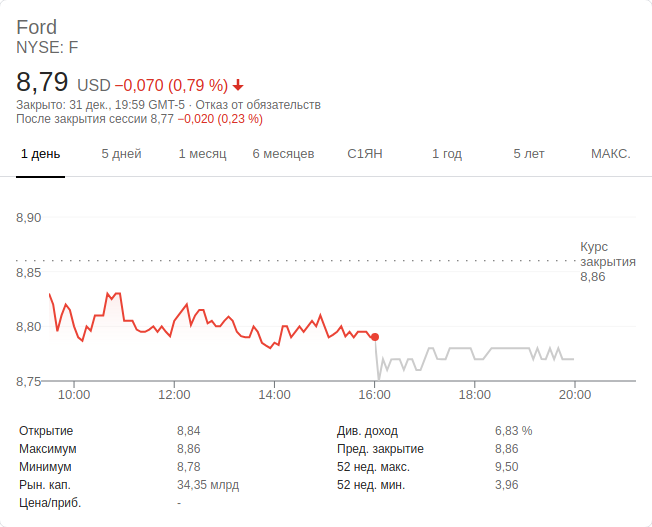 Ford
NYSE: F
8,79 USD −0,070 (0,79 %)
Закрыто: 31 дек., 19:59 GMT-5 · Отказ от обязательств
После закрытия сессии 8,77 −0,020 (0,23 %)
1 день 5 дней 1 месяц 6 месяцев С1ЯН 1 год 5 лет МАКС.
8,90
Курс
закрытия
8,86
8,85
8,80
8,75
10:00 12:00 14:00 16:00 18:00 20:00
Открытие 8,84 Див. доход 6,83 %
Максимум 8,86 Пред. закрытие 8,86
Минимум 8,78 52 нед. макс. 9,50
Рын. кап. 34,35 млрд 52 нед. мин. 3,96
Цена/приб. -